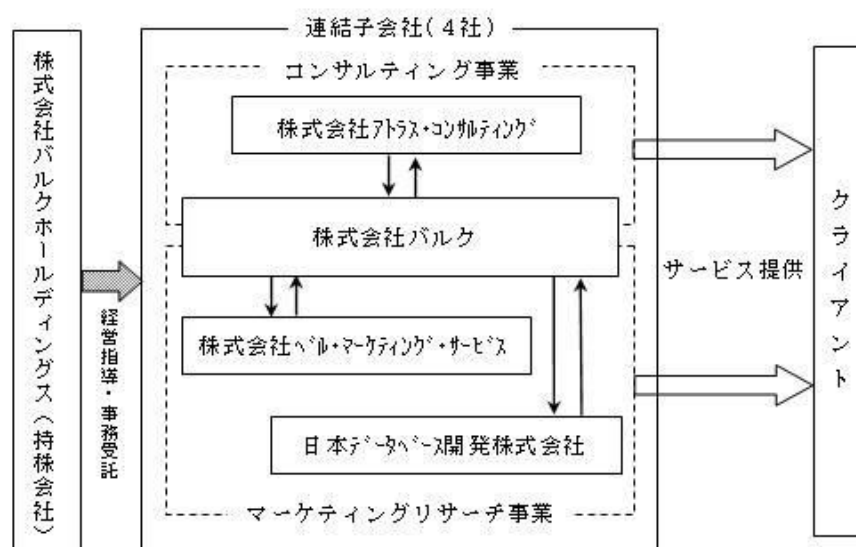 株式会社バルクホールディングス(持株会社)
経営指導・事務受託
連結子会社(4社)
コンサルティング事業
株式会社アトラス・コンサルティング
株式会社バルク
株式会社ベル・マーケティング・サービス
日本データベース開発株式会社
マーケティングリサーチ事業
サービス提供
クライアント